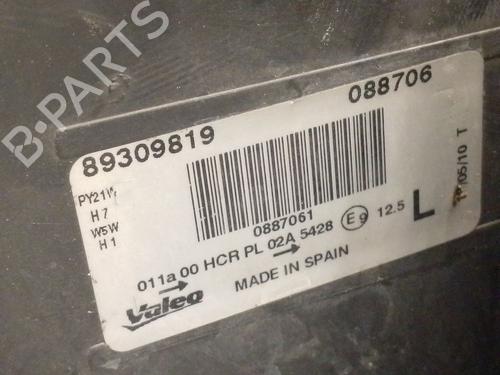 B-PARTS
89309819
088706
PY21W
H7
W5W
H1
0887061
011a 00 HCR PL 02A 5428 E9 12.5 L
Valeo
MADE IN SPAIN
/05/10 T